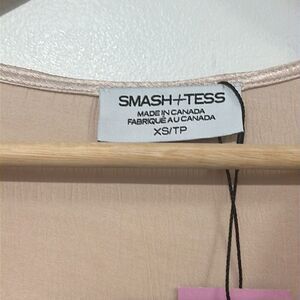 SMASH+TESS
MADE IN CANADA
FABRIQUÉ AU CANADA
XS/TP